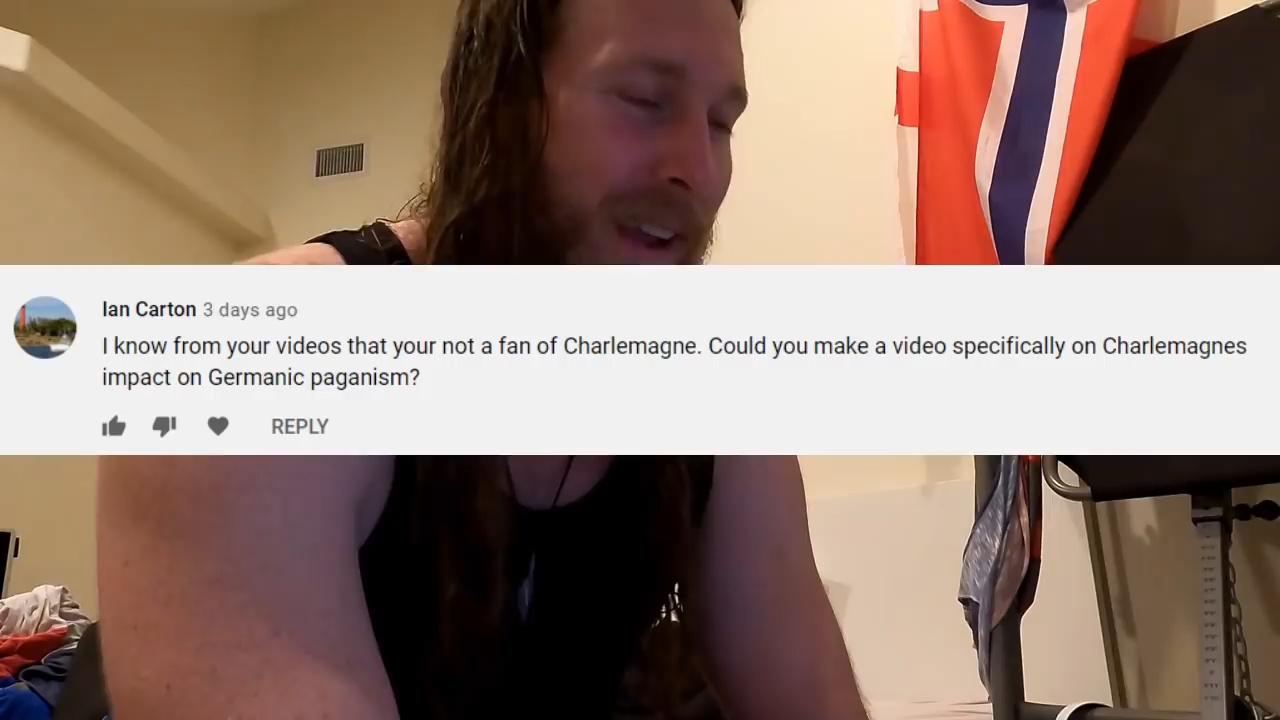 Ian Carton 3 days ago
I know from your videos that your not a fan of Charlemagne. Could you make a video specifically on Charlemagnes
impact on Germanic paganism?
REPLY